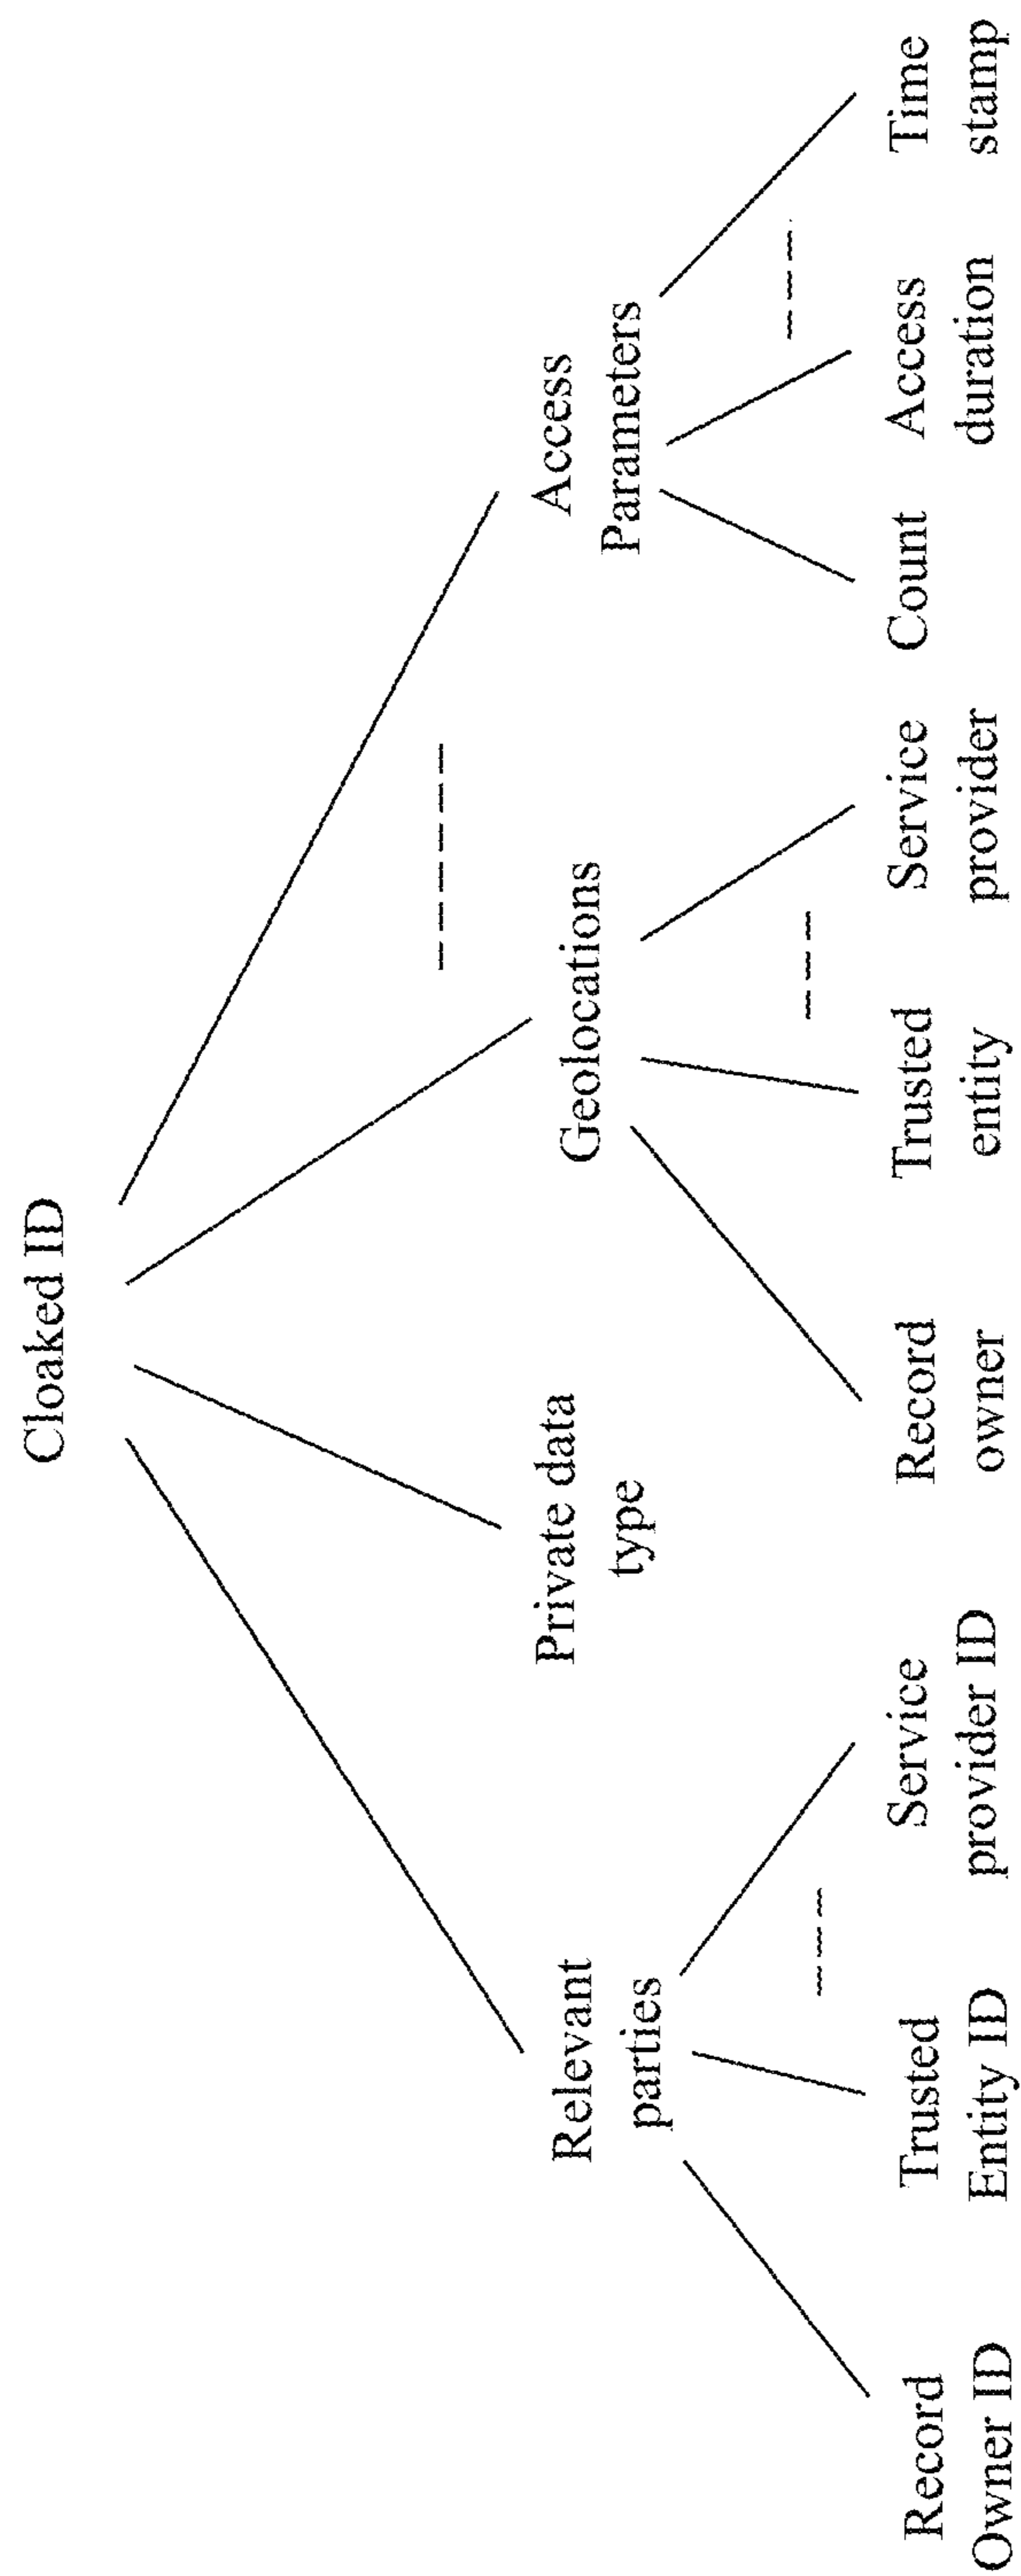 Cloaked ID
Relevant
parties
Private data
type
Geolocations
Access
Parameters
Record
Owner ID
Trusted
Entity ID
Service
provider ID
Record
owner
Trusted
entity
Service
provider
Count
Access
duration
Time
stamp